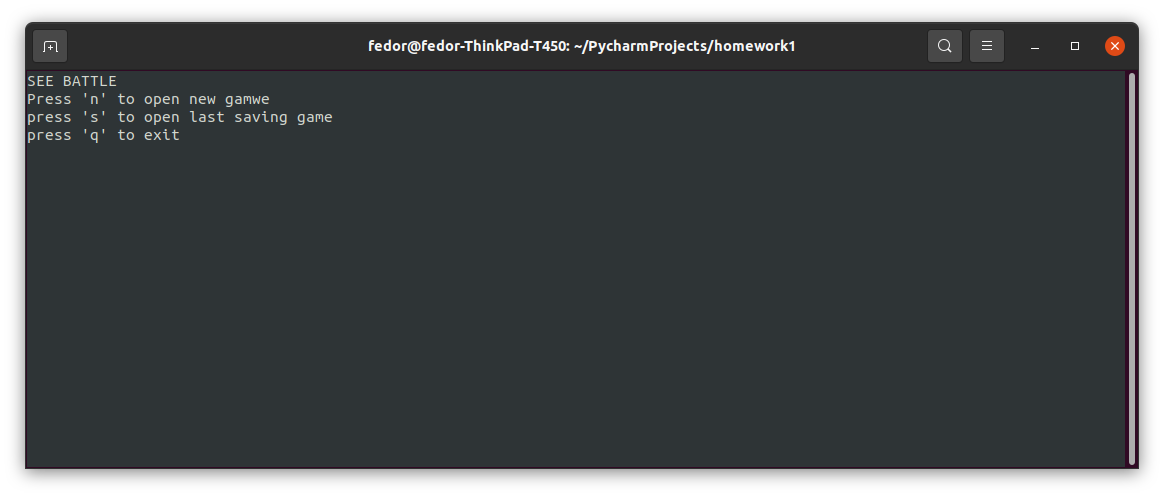 fedor@fedor-ThinkPad-T450: ~/PycharmProjects/homework1
SEE BATTLE
Press 'n' to open new gamwe
press 's' to open last saving game
press 'q' to exit